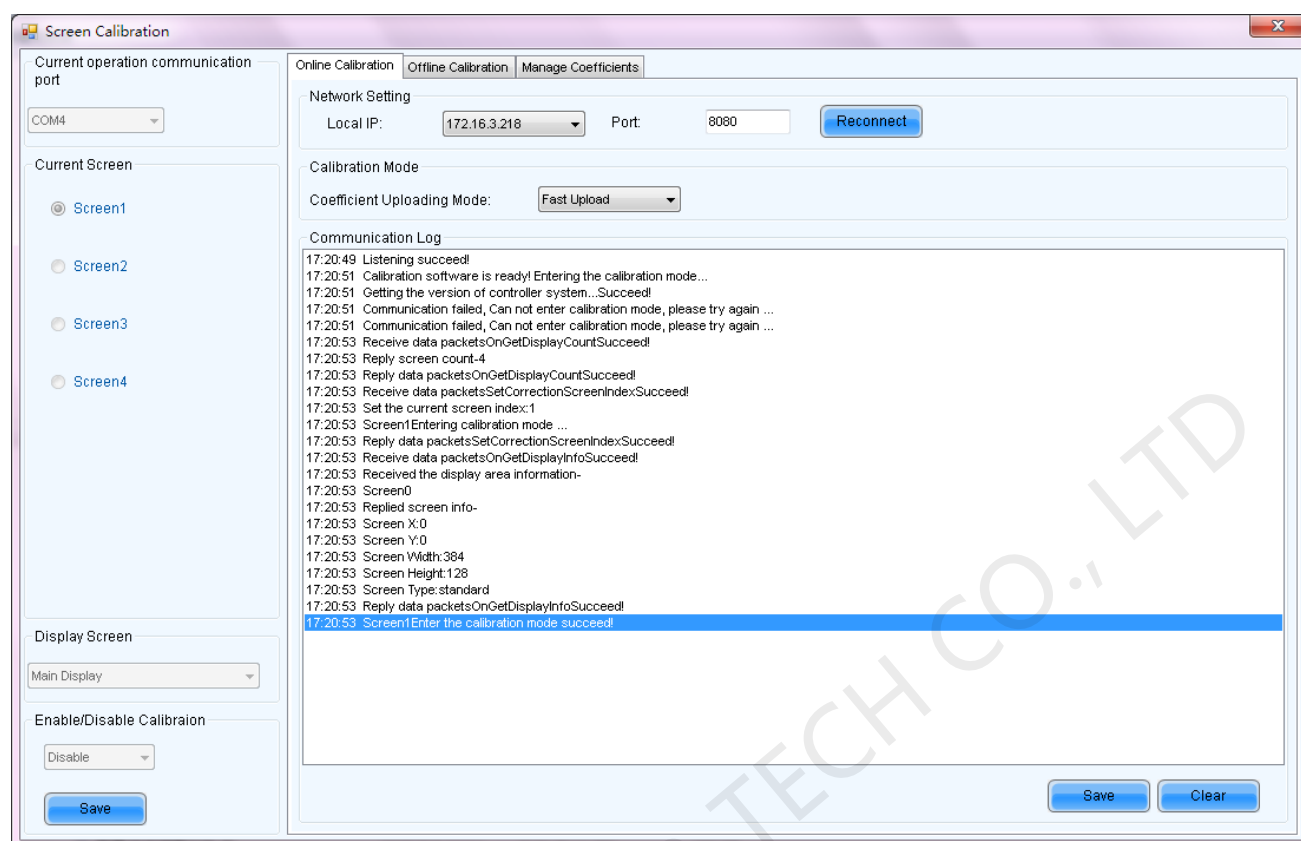 Screen Calibration
Current operation communication
port
COM4
Current Screen
Screen1
Screen2
Screen3
Screen4
Display Screen
Main Display
Enable/Disable Calibraion
Disable
Save
Online Calibration
Offline Calibration
Manage Coefficients
Network Setting
Local IP:
172.16.3.218
Port:
8080
Reconnect
Calibration Mode
Coefficient Uploading Mode:
Fast Upload
Communication Log
17:20:49 Listening succeed!
17:20:51 Calibration software is ready! Entering the calibration mode...
17:20:51 Getting the version of controller system...Succeed!
17:20:51 Communication failed, Can not enter calibration mode, please try again ...
17:20:51 Communication failed, Can not enter calibration mode, please try again ...
17:20:53 Receive data packetsOnGetDisplayCountSucceed!
17:20:53 Reply screen count-4
17:20:53 Reply data packetsOnGetDisplayCountSucceed!
17:20:53 Receive data packetsSetCorrectionScreenIndexSucceed!
17:20:53 Set the current screen index:1
17:20:53 Screen1Entering calibration mode ...
17:20:53 Reply data packetsSetCorrectionScreenIndexSucceed!
17:20:53 Receive data packetsOnGetDisplayInfoSucceed!
17:20:53 Received the display area information-
17:20:53 Screen0
17:20:53 Replied screen info-
17:20:53 Screen X:0
17:20:53 Screen Y:0
17:20:53 Screen Width:384
17:20:53 Screen Height:128
17:20:53 Screen Type:standard
17:20:53 Reply data packetsOnGetDisplayInfoSucceed!
17:20:53 Screen1Enter the calibration mode succeed!
Save
Clear
TECH CO., LTD